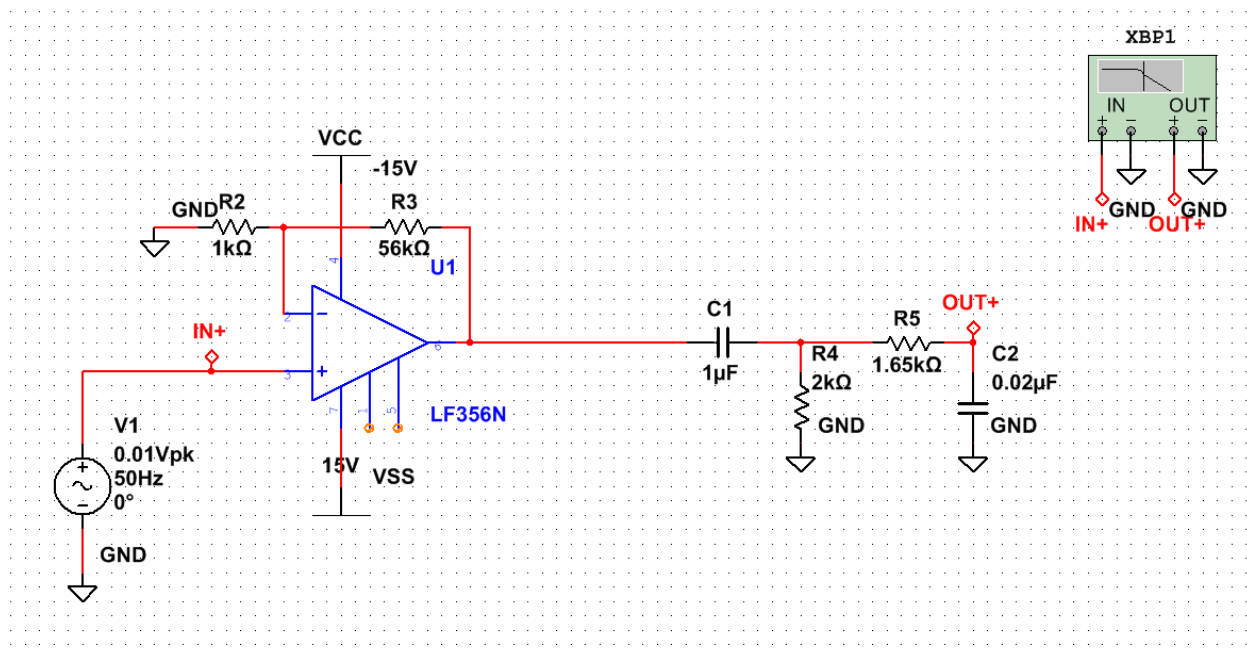 XBP1
IN OUT
+ − + −
GND GND
IN+ OUT+
VCC
-15V
GND R2
1kΩ
R3
56kΩ
4
U1
2
−
6
3
+
7
1
5
LF356N
IN+
V1
0.01Vpk
50Hz
0°
+
−
GND
15V
VSS
C1
1µF
R4
2kΩ
GND
R5
1.65kΩ
OUT+
C2
0.02µF
GND